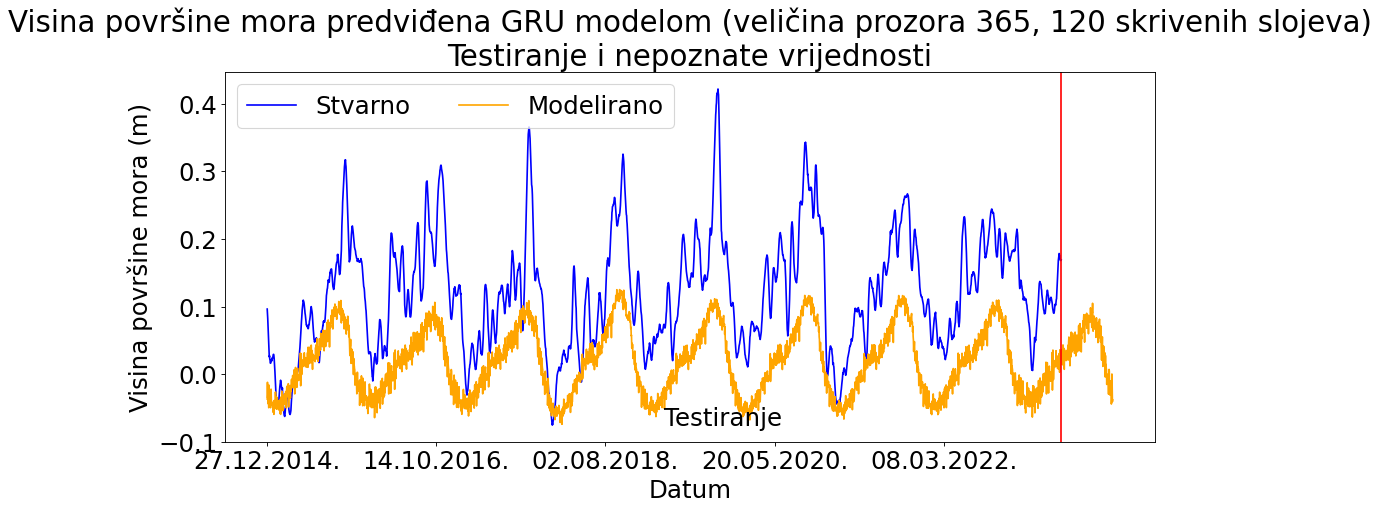 Visina površine mora predviđena GRU modelom (veličina prozora 365, 120 skrivenih slojeva)
Testiranje i nepoznate vrijednosti
Stvarno Modelirano
Visina površine mora (m)
0.4
0.3
0.2
0.1
0.0
−0.1
Testiranje
27.12.2014. 14.10.2016. 02.08.2018. 20.05.2020. 08.03.2022.
Datum